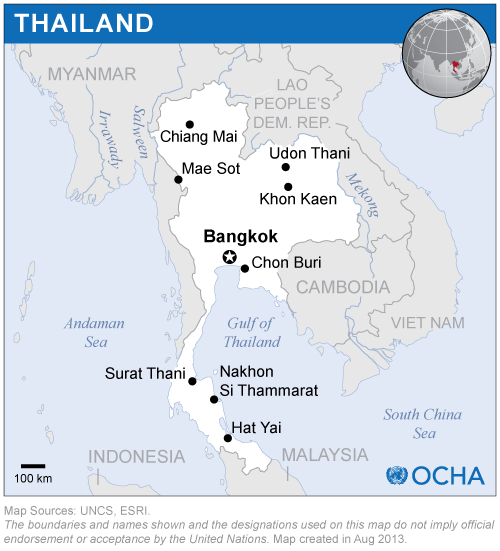 THAILAND
MYANMAR
LAO
PEOPLE'S
DEM. REP.
Irrawaddy
Salween
Chiang Mai
Udon Thani
Mae Sot
Khon Kaen
Mekong
Bangkok
Chon Buri
CAMBODIA
VIET NAM
Andaman
Sea
Gulf of
Thailand
Surat Thani
Nakhon
Si Thammarat
Hat Yai
South China
Sea
INDONESIA
MALAYSIA
100 km
OCHA
Map Sources: UNCS, ESRI.
The boundaries and names shown and the designations used on this map do not imply official
endorsement or acceptance by the United Nations. Map created in Aug 2013.